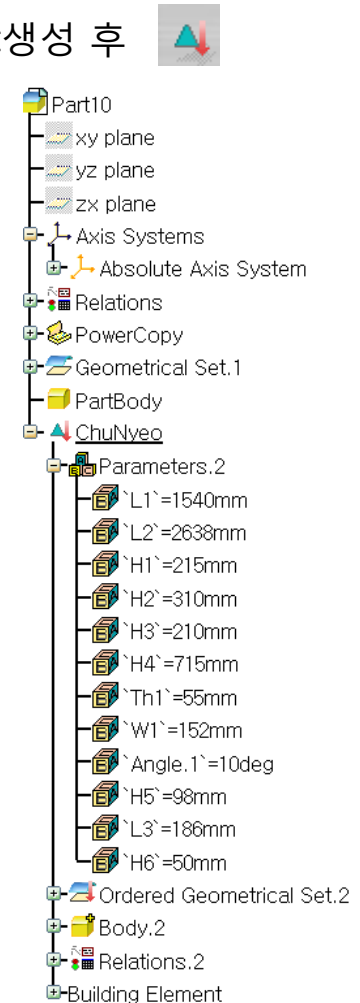 생성 후
Part10
xy plane
yz plane
zx plane
Axis Systems
Absolute Axis System
Relations
PowerCopy
Geometrical Set.1
PartBody
ChuNyeo
Parameters.2
`L1`=1540mm
`L2`=2638mm
`H1`=215mm
`H2`=310mm
`H3`=210mm
`H4`=715mm
`Th1`=55mm
`W1`=152mm
`Angle.1`=10deg
`H5`=98mm
`L3`=186mm
`H6`=50mm
Ordered Geometrical Set.2
Body.2
Relations.2
Building Element